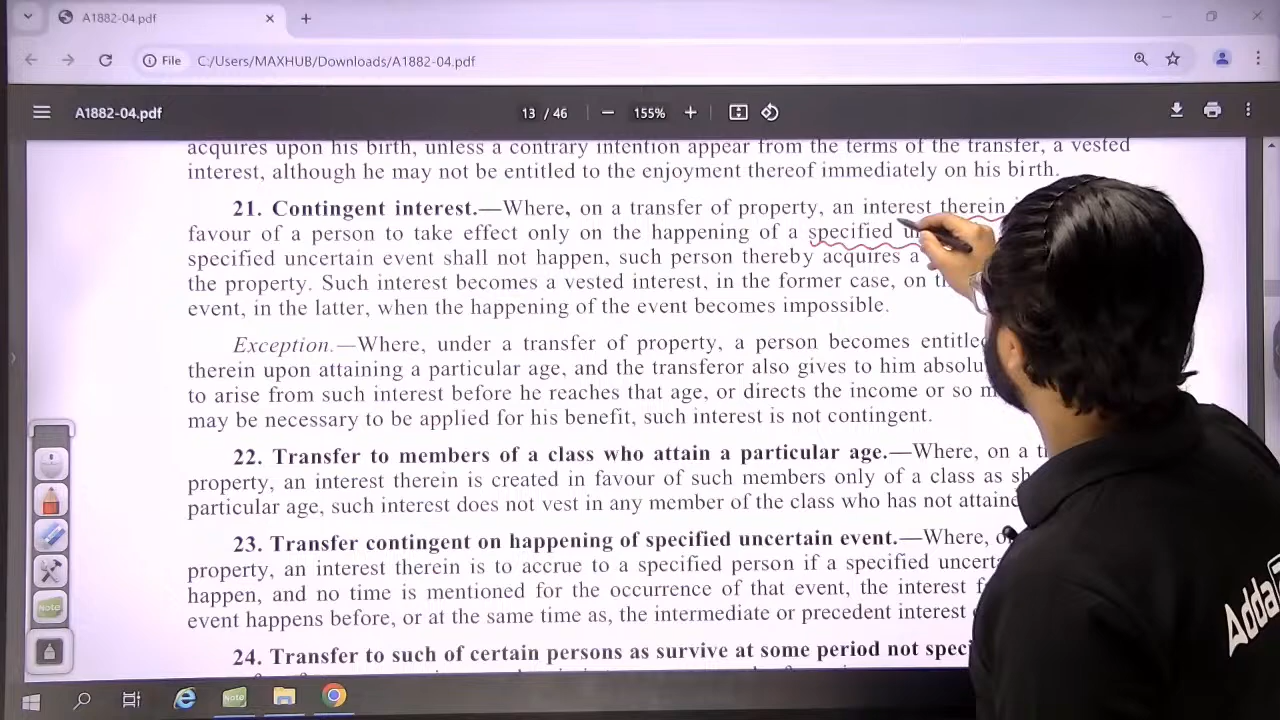 A1882-04.pdf
File C:/Users/MAXHUB/Downloads/A1882-04.pdf
A1882-04.pdf 13 / 46 155%
acquires upon his birth, unless a contrary intention appear from the terms of the transfer, a vested
interest, although he may not be entitled to the enjoyment thereof immediately on his birth.
21. Contingent interest.—Where, on a transfer of property, an interest therein
favour of a person to take effect only on the happening of a specified
specified uncertain event shall not happen, such person thereby acquires a
the property. Such interest becomes a vested interest, in the former case, on
event, in the latter, when the happening of the event becomes impossible.
Exception.—Where, under a transfer of property, a person becomes
therein upon attaining a particular age, and the transferor also gives to him
to arise from such interest before he reaches that age, or directs the income or so
may be necessary to be applied for his benefit, such interest is not contingent.
22. Transfer to members of a class who attain a particular age.—Where, on a
property, an interest therein is created in favour of such members only of a class as
particular age, such interest does not vest in any member of the class who has not
23. Transfer contingent on happening of specified uncertain event.—Where,
property, an interest therein is to accrue to a specified person if a specified
happen, and no time is mentioned for the occurrence of that event, the interest
event happens before, or at the same time as, the intermediate or precedent interest
24. Transfer to such of certain persons as survive at some period not
Note
Note
Adda